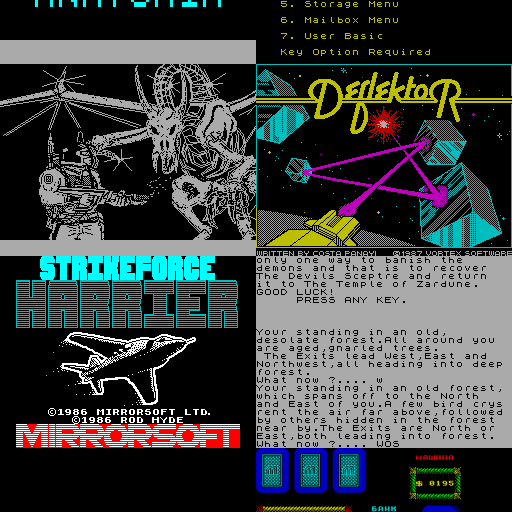 5. Storage Menu
6. Mailbox Menu
7. User Basic
Key Option Required
DEFLEKTOR
WRITTEN BY COSTA PANAYI ©1987 VORTEX SOFTWARE
STRIKEFORCE
HARRIER
©1986 MIRRORSOFT LTD.
©1986 ROD HYDE
MIRRORSOFT
only one way to banish the
demons and that is to recover
The Devils Sceptre and return
it to The Temple of Zardune.
GOOD LUCK!
PRESS ANY KEY.
Your standing in an old,
desolate forest.All around you
are aged,gnarled trees.
The Exits lead West,East and
Northwest,all heading into deep
forest.
What now ?.... w
Your standing in an old forest,
which spans off to the North
and East of you.A few bird crys
rent the air far above,followed
by others hidden in the forest
near by.The Exits are North or
East,both leading into forest.
What now ?.... WOS
МАШИНА
$ 0195
БАНК